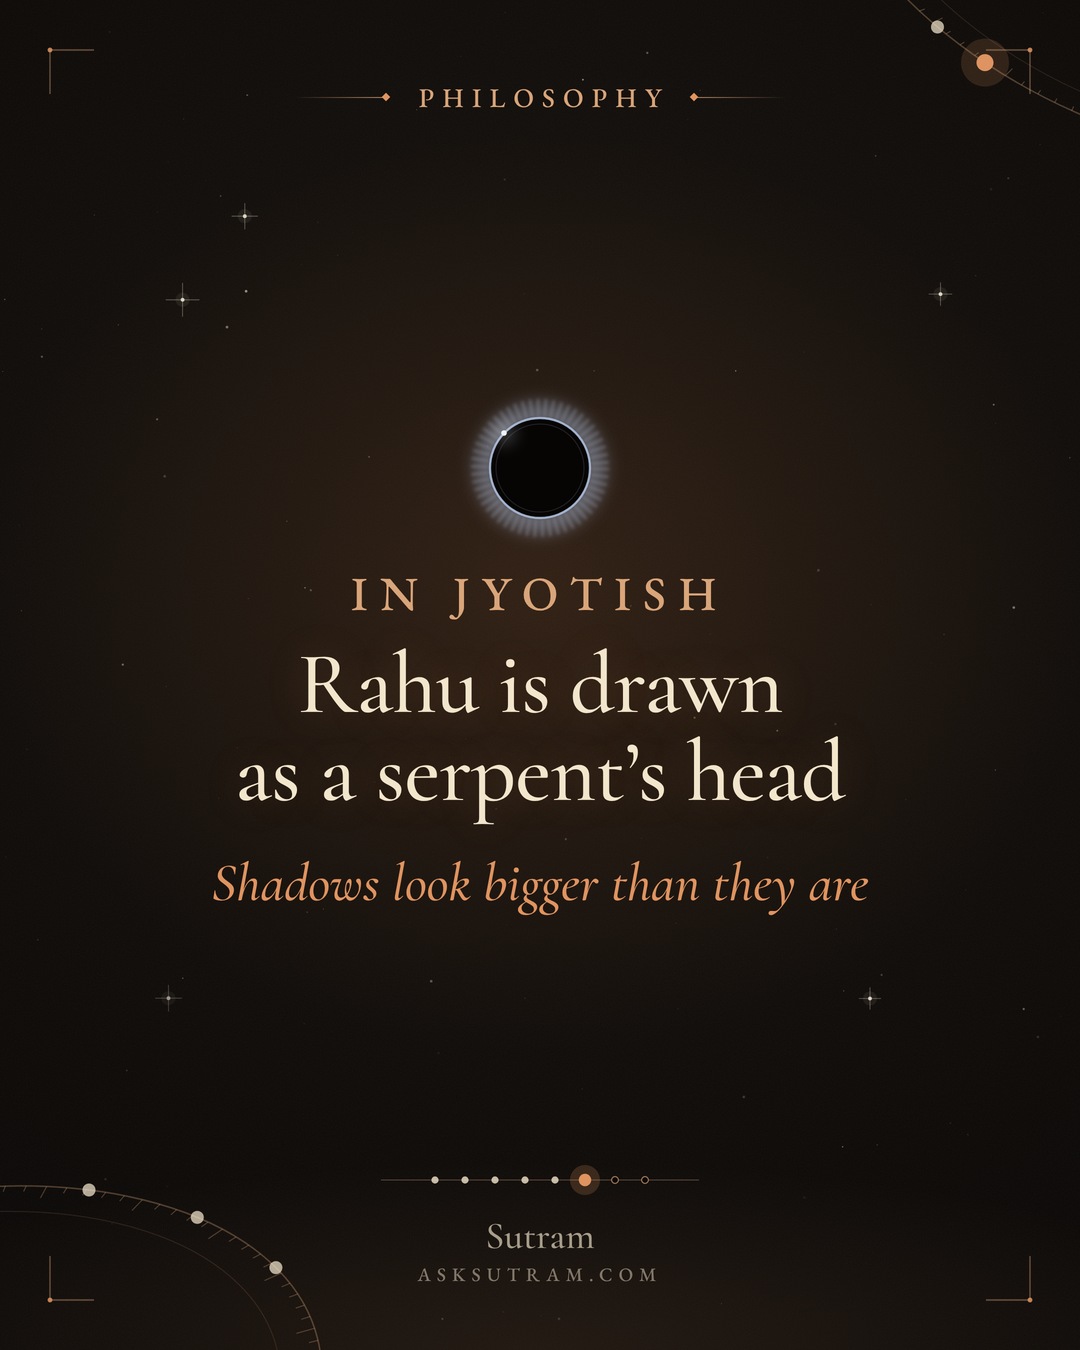 PHILOSOPHY
IN JYOTISH
Rahu is drawn
as a serpent’s head
Shadows look bigger than they are
Sutram
ASKSUTRAM.COM